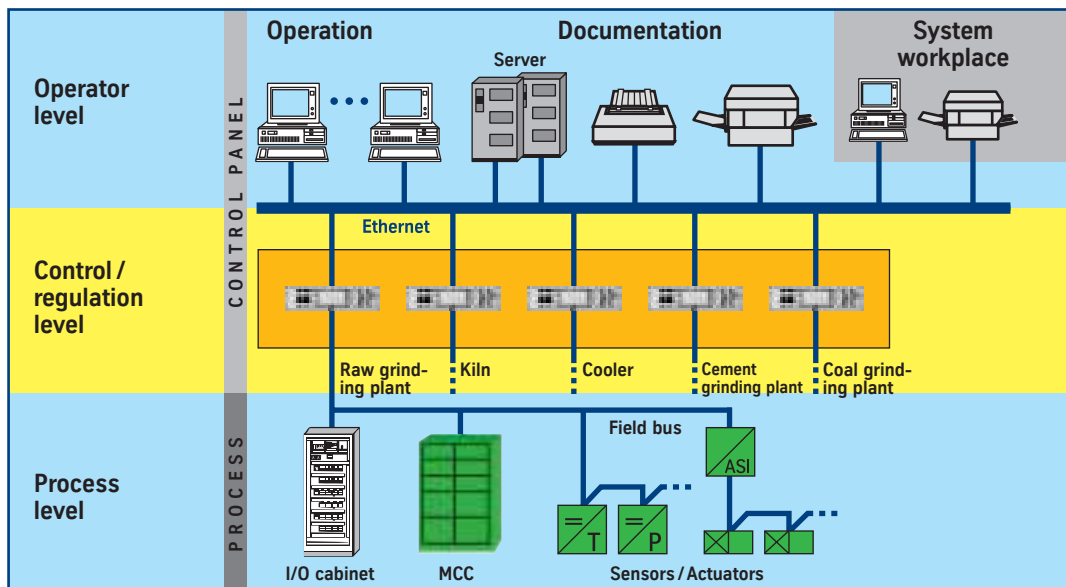 Operation
Documentation
System
workplace
Server
Operator
level
CONTROL PANEL
Ethernet
Control /
regulation
level
Raw grind-
ing plant
Kiln
Cooler
Cement
grinding plant
Coal grind-
ing plant
Field bus
PROCESS
Process
level
ASI
T
P
I/O cabinet
MCC
Sensors / Actuators